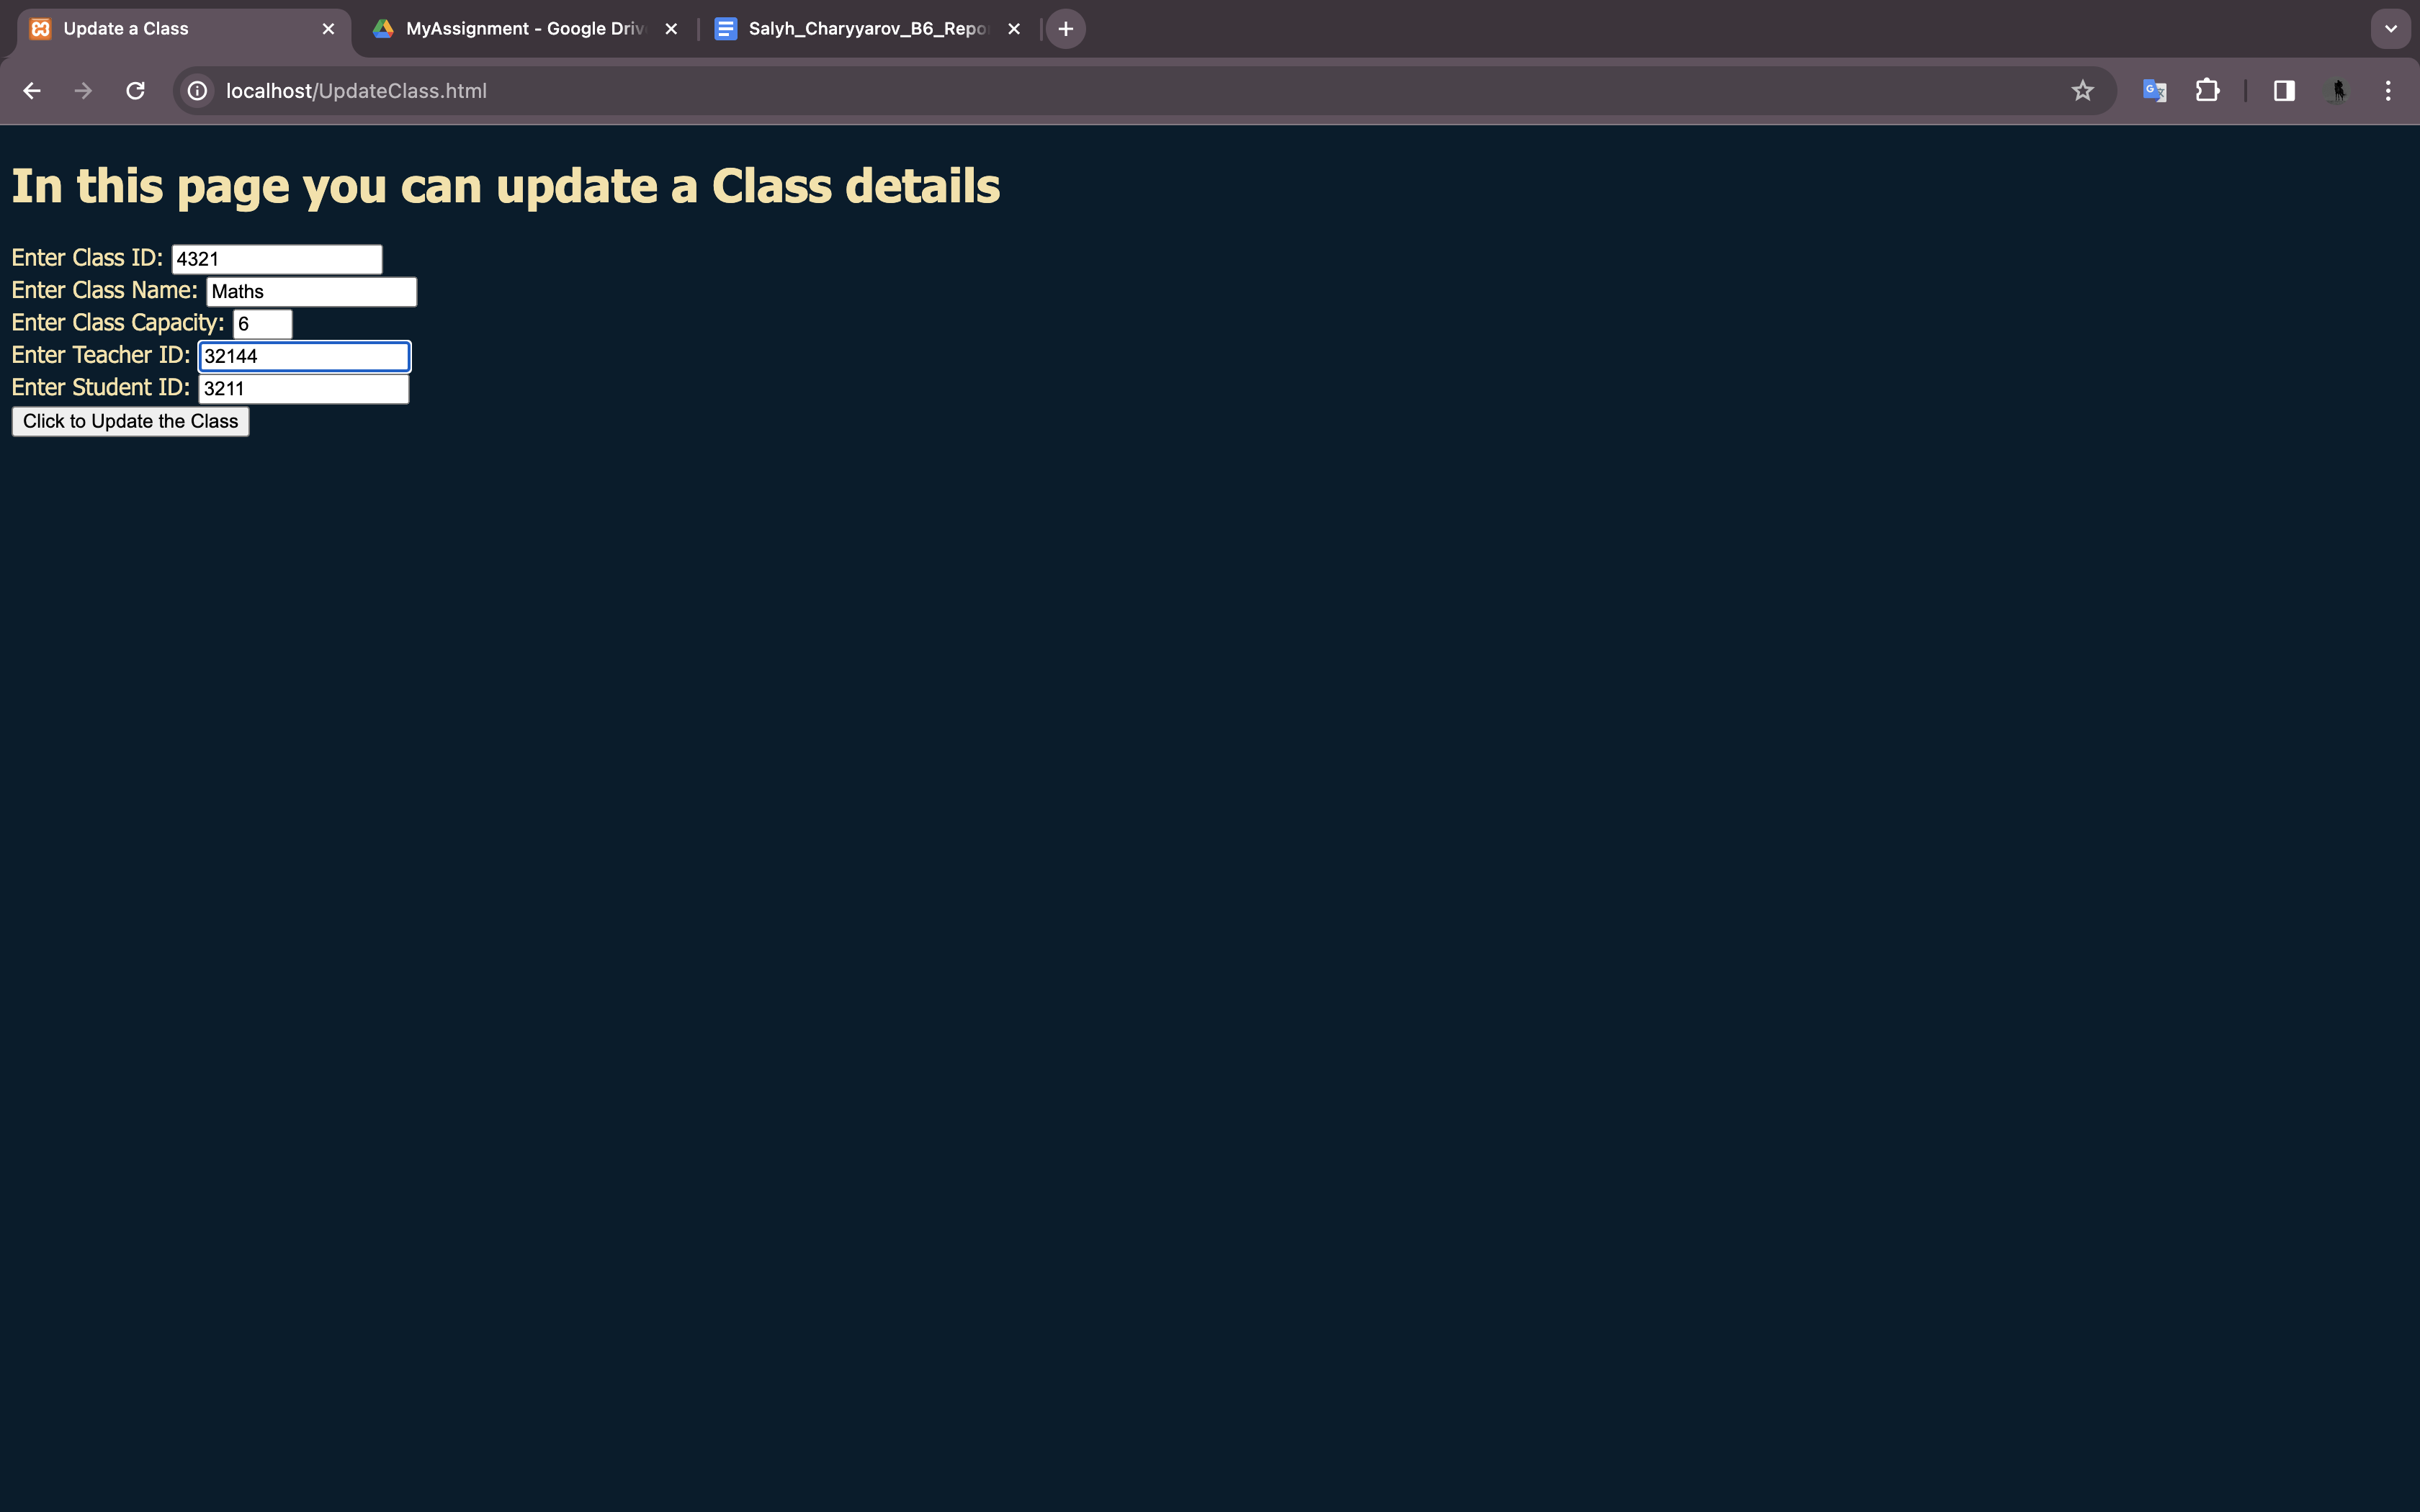 Update a Class
MyAssignment - Google Driv
Salyh_Charyyarov_B6_Repo
localhost/UpdateClass.html
In this page you can update a Class details
Enter Class ID: 4321
Enter Class Name: Maths
Enter Class Capacity: 6
Enter Teacher ID: 32144
Enter Student ID: 3211
Click to Update the Class